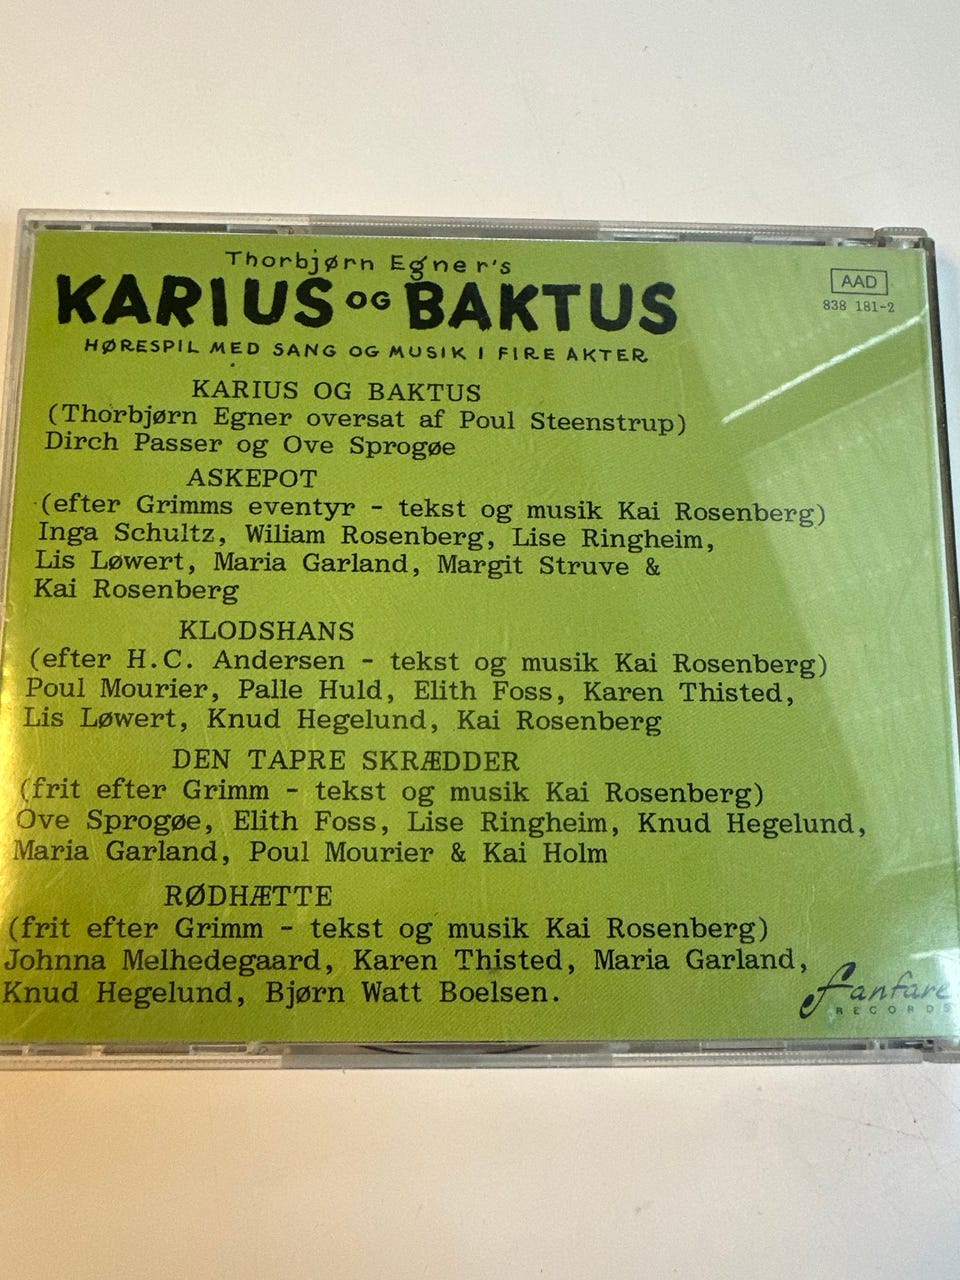 Thorbjørn Egner's
KARIUS OG BAKTUS
HØRESPIL MED SANG OG MUSIK I FIRE AKTER
AAD
838 181-2
KARIUS OG BAKTUS
(Thorbjørn Egner oversat af Poul Steenstrup)
Dirch Passer og Ove Sprogøe
ASKEPOT
(efter Grimms eventyr - tekst og musik Kai Rosenberg)
Inga Schultz, Wiliam Rosenberg, Lise Ringheim,
Lis Løwert, Maria Garland, Margit Struve &
Kai Rosenberg
KLODSHANS
(efter H.C. Andersen - tekst og musik Kai Rosenberg)
Poul Mourier, Palle Huld, Elith Foss, Karen Thisted,
Lis Løwert, Knud Hegelund, Kai Rosenberg
DEN TAPRE SKRÆDDER
(frit efter Grimm - tekst og musik Kai Rosenberg)
Ove Sprogøe, Elith Foss, Lise Ringheim, Knud Hegelund,
Maria Garland, Poul Mourier & Kai Holm
RØDHÆTTE
(frit efter Grimm - tekst og musik Kai Rosenberg)
Johnna Melhedegaard, Karen Thisted, Maria Garland,
Knud Hegelund, Bjørn Watt Boelsen.
fanfare
RECORDS